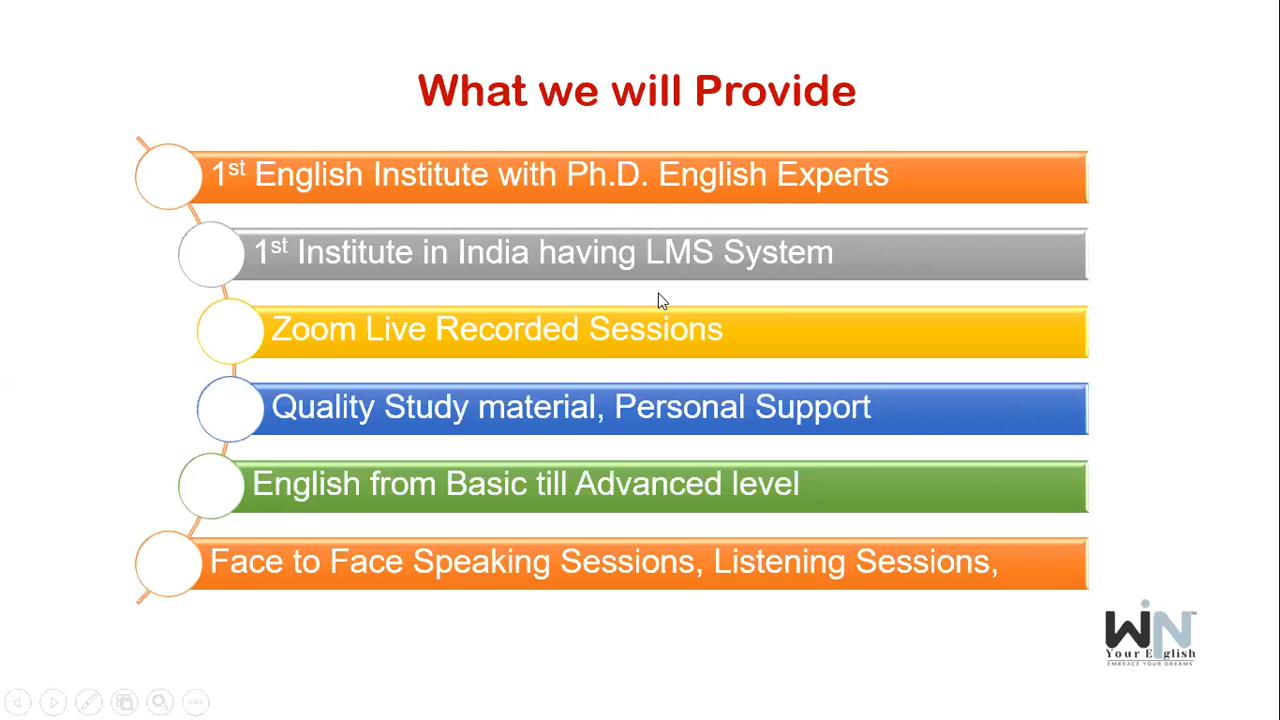 What we will Provide
1st English Institute with Ph.D. English Experts
1st Institute in India having LMS System
Zoom Live Recorded Sessions
Quality Study material, Personal Support
English from Basic till Advanced level
Face to Face Speaking Sessions, Listening Sessions,
WiN
Your English
EMBRACE YOUR DREAMS